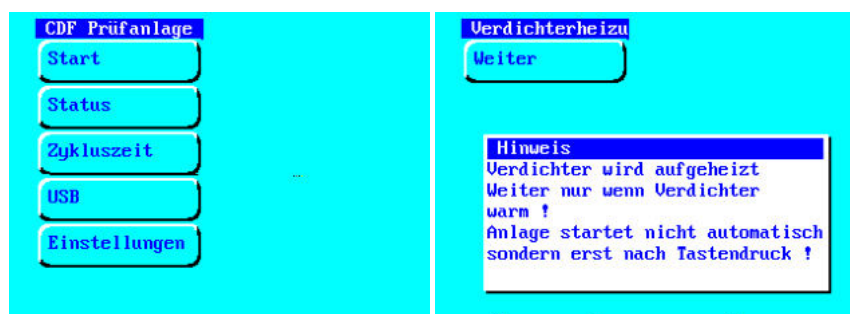 CDF Prüfanlage
Start
Status
Zykluszeit
USB
Einstellungen
Verdichterheizu
Weiter
Hinweis
Verdichter wird aufgeheizt
Weiter nur wenn Verdichter
warm !
Anlage startet nicht automatisch
sondern erst nach Tastendruck !